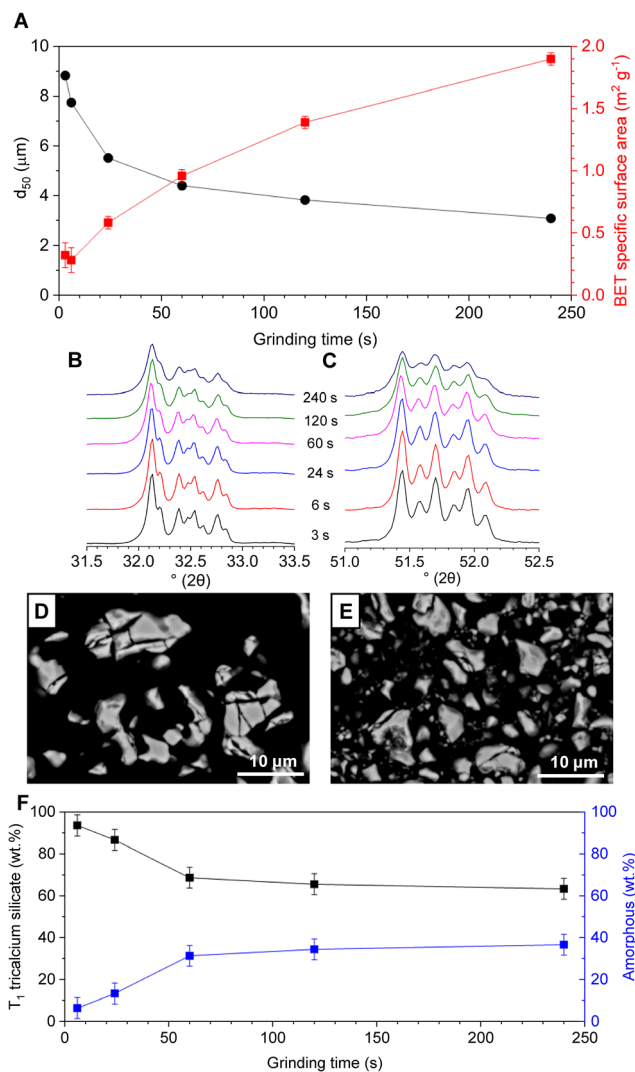 A
d50 (μm)
10
8
6
4
2
0
2.0
1.5
1.0
0.5
0.0
BET specific surface area (m2 g-1)
0 50 100 150 200 250
Grinding time (s)
B
C
240 s
120 s
60 s
24 s
6 s
3 s
31.5 32.0 32.5 33.0 33.5
° (2θ)
51.0 51.5 52.0 52.5
° (2θ)
D
10 μm
E
10 μm
F
T1 tricalcium silicate (wt.%)
100
80
60
40
20
0
100
80
60
40
20
0
Amorphous (wt.%)
0 50 100 150 200 250
Grinding time (s)